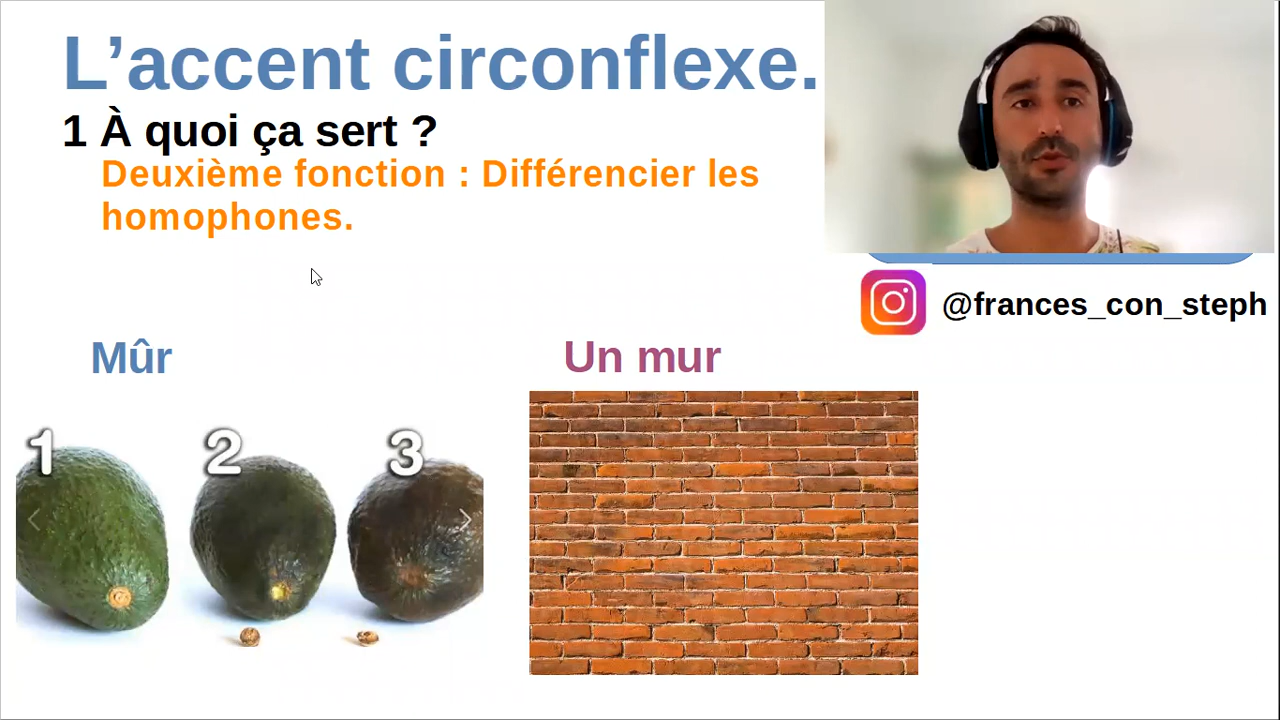 L’accent circonflexe.
1 À quoi ça sert ?
Deuxième fonction : Différencier les
homophones.
@frances_con_steph
Mûr
Un mur
1 2 3